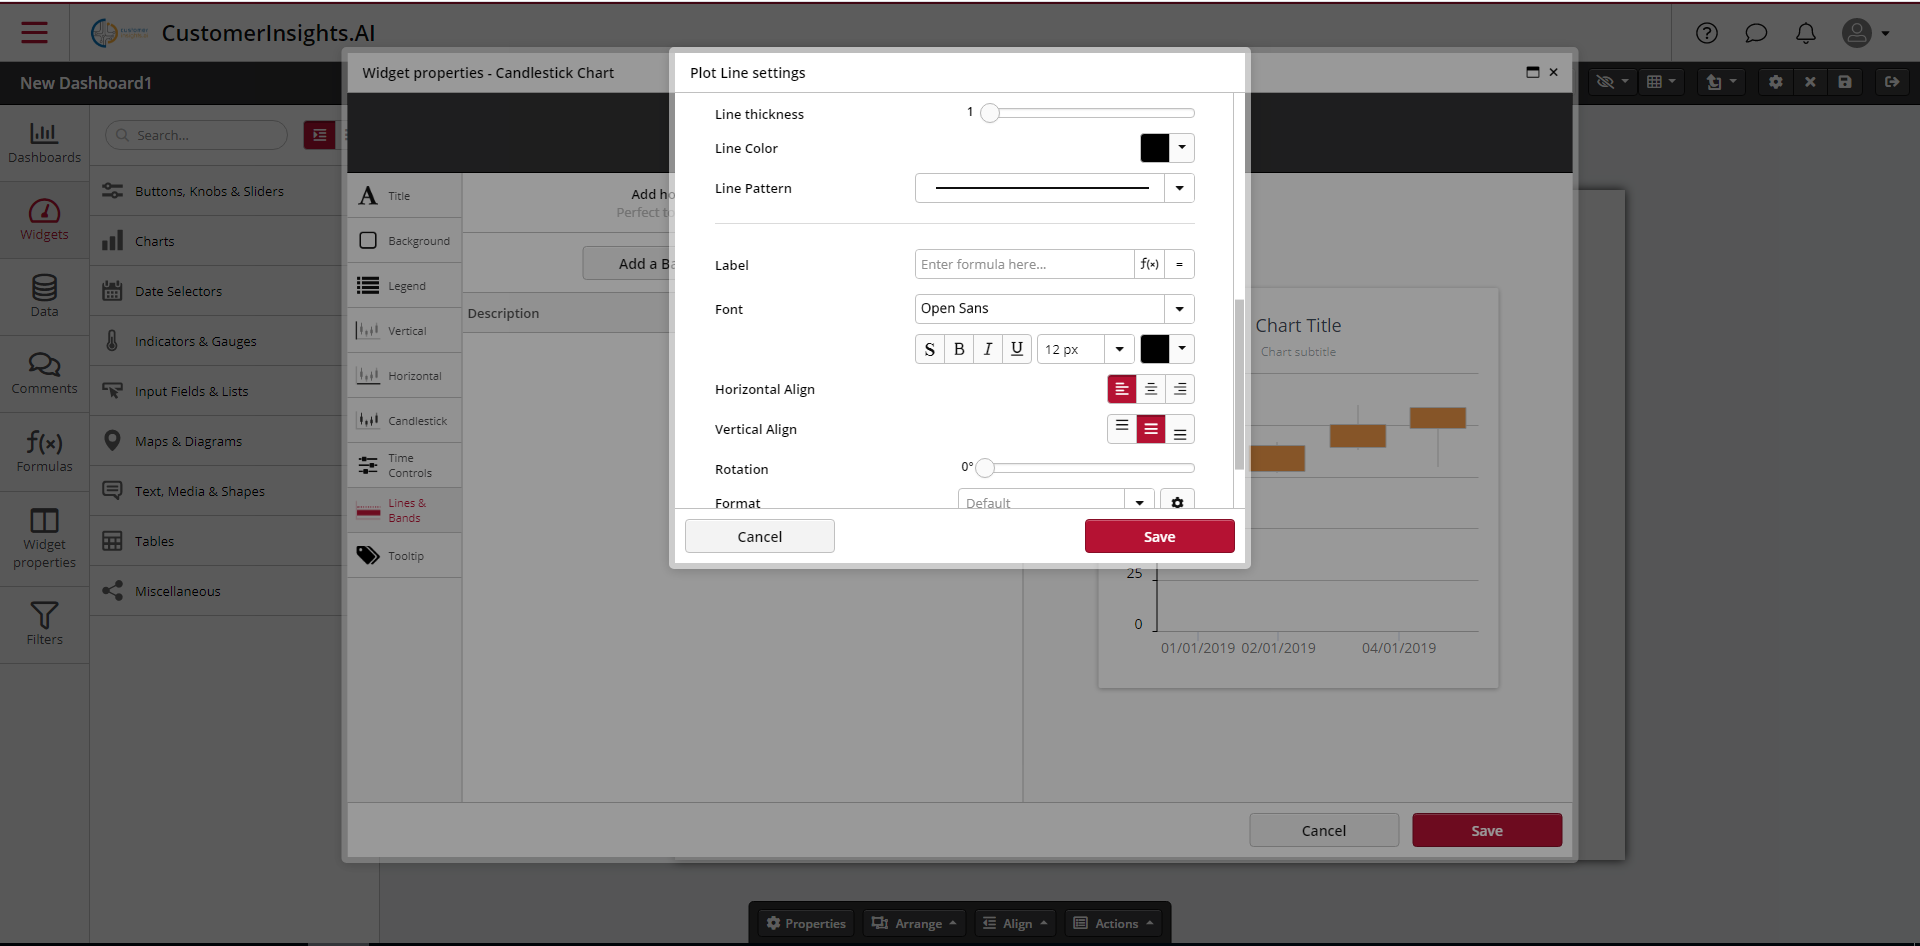 CustomerInsights.AI
New Dashboard1
Dashboards
Widgets
Data
Comments
f(x)
Formulas
Widget
properties
Filters
Search...
Buttons, Knobs & Sliders
Charts
Date Selectors
Indicators & Gauges
Input Fields & Lists
Maps & Diagrams
Text, Media & Shapes
Tables
Miscellaneous
Widget properties - Candlestick Chart
Title
Background
Legend
Vertical
Horizontal
Candlestick
Time
Controls
Lines &
Bands
Tooltip
Add ho
Perfect to
Add a Ba
Description
Plot Line settings
Line thickness 1
Line Color
Line Pattern
Label Enter formula here... f(x) =
Font Open Sans
S B I U 12 px
Horizontal Align
Vertical Align
Rotation 0°
Format Default
Cancel Save
Chart Title
Chart subtitle
25
0
01/01/2019 02/01/2019 04/01/2019
Cancel Save
Properties Arrange Align Actions